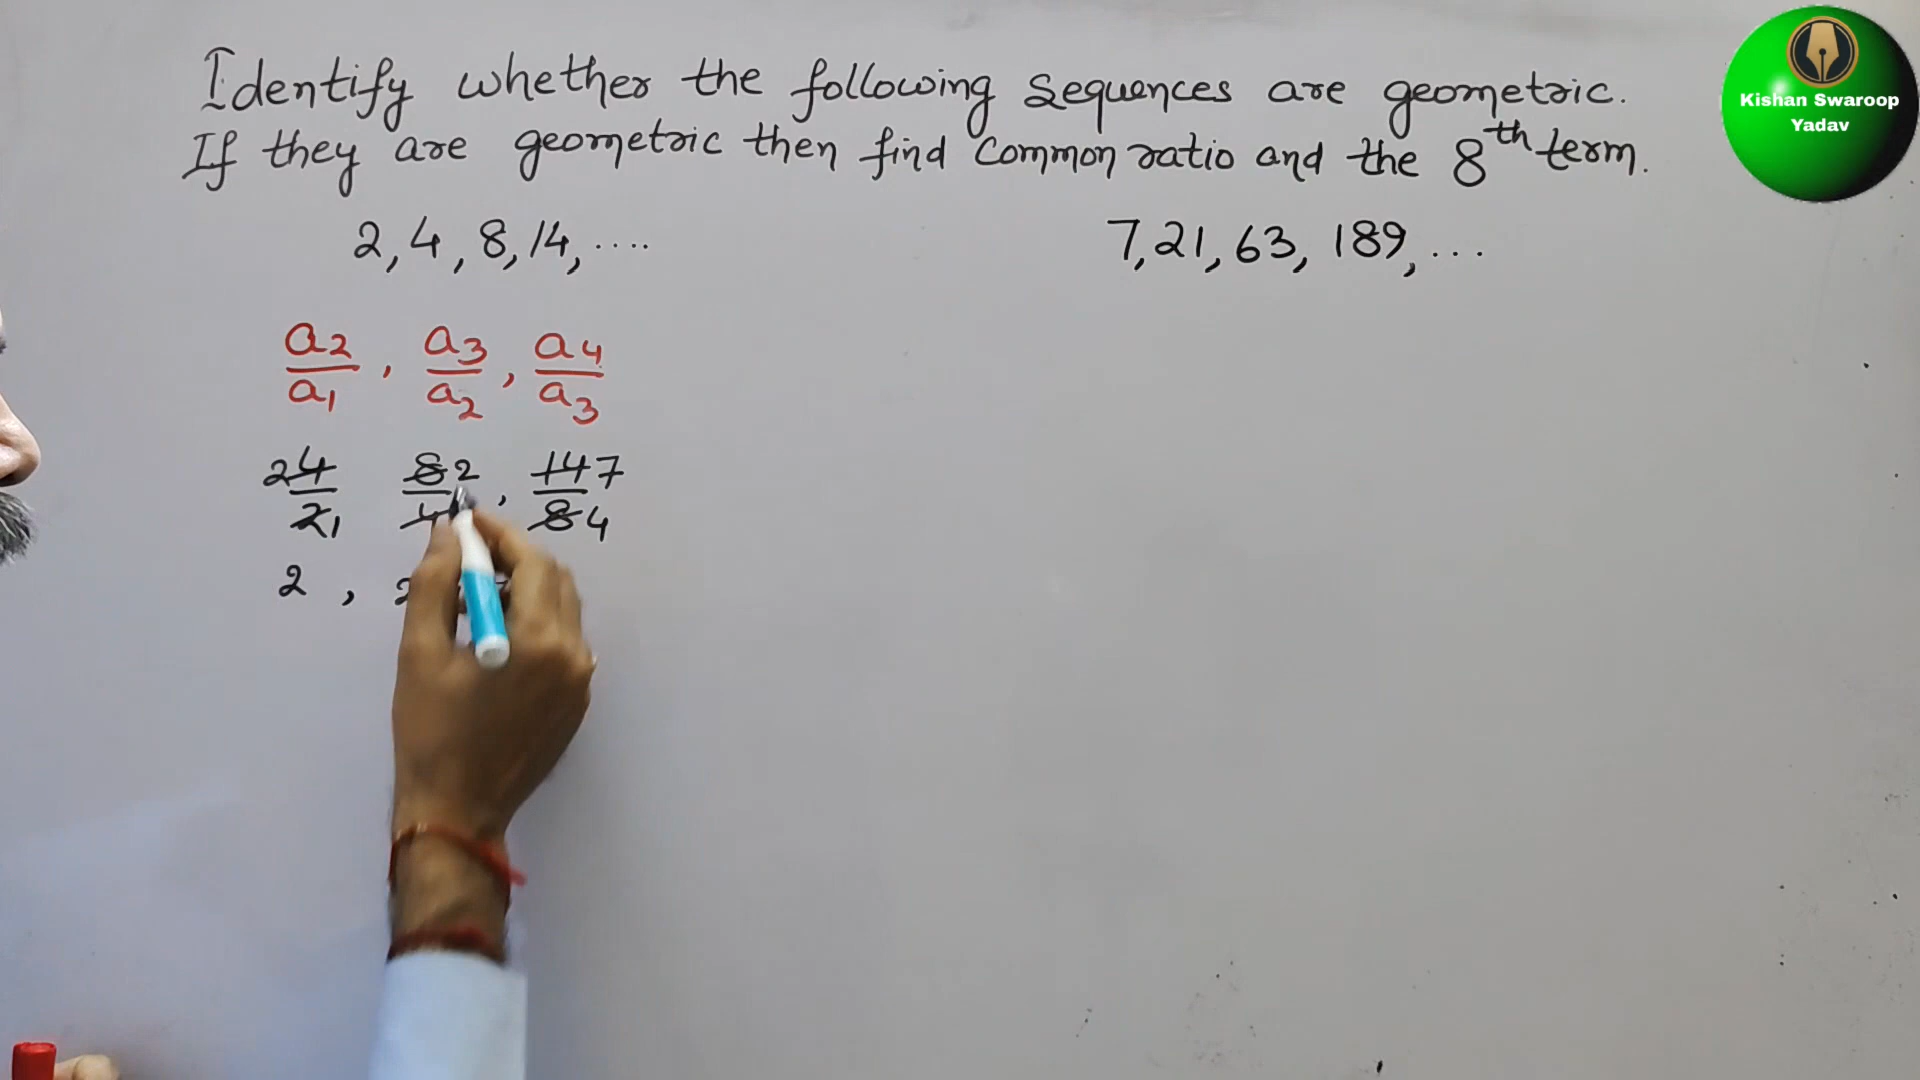 Identify whether the following sequences are geometric.
If they are geometric then find common ratio and the 8th term.
2, 4, 8, 14, ....
7, 21, 63, 189, ...
a2/a1, a3/a2, a4/a3
24/21 82/4 , 147/84
2 , 2
Kishan Swaroop
Yadav